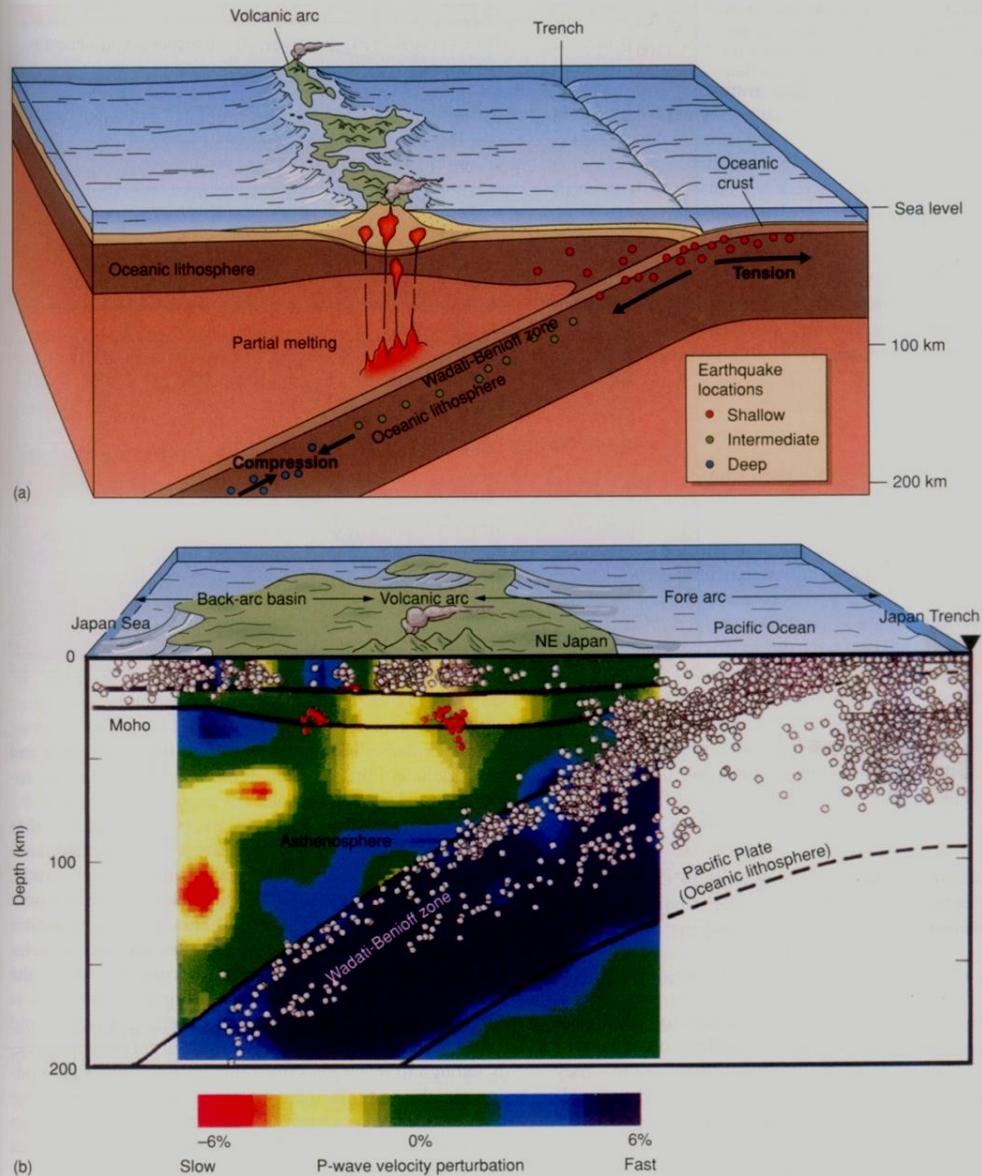 Volcanic arc
Trench
Oceanic
crust
Sea level
Oceanic lithosphere
Tension
Partial melting
Wadati-Benioff zone
Oceanic lithosphere
100 km
Earthquake
locations
Shallow
Intermediate
Deep
Compression
200 km
(a)
Back-arc basin
Volcanic arc
Fore arc
Japan Sea
Japan Trench
NE Japan
Pacific Ocean
0
Moho
Asthenosphere
Depth (km)
100
Pacific Plate
(Oceanic lithosphere)
Wadati-Benioff zone
200
–6%
0%
6%
(b)
Slow
P-wave velocity perturbation
Fast